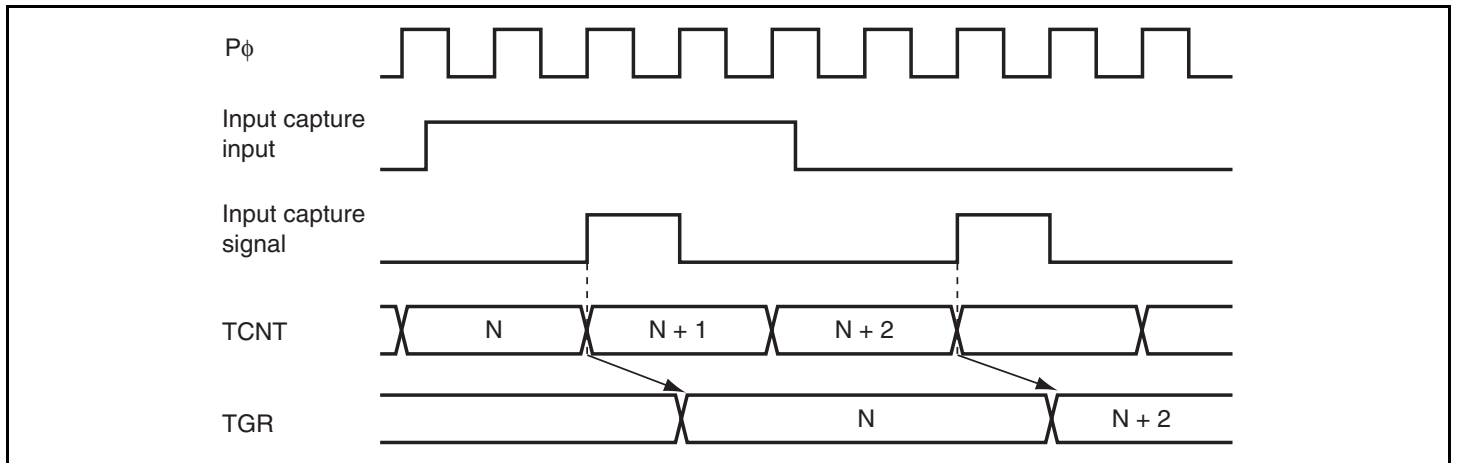 Pϕ
Input capture
input
Input capture
signal
TCNT
N
N + 1
N + 2
TGR
N
N + 2